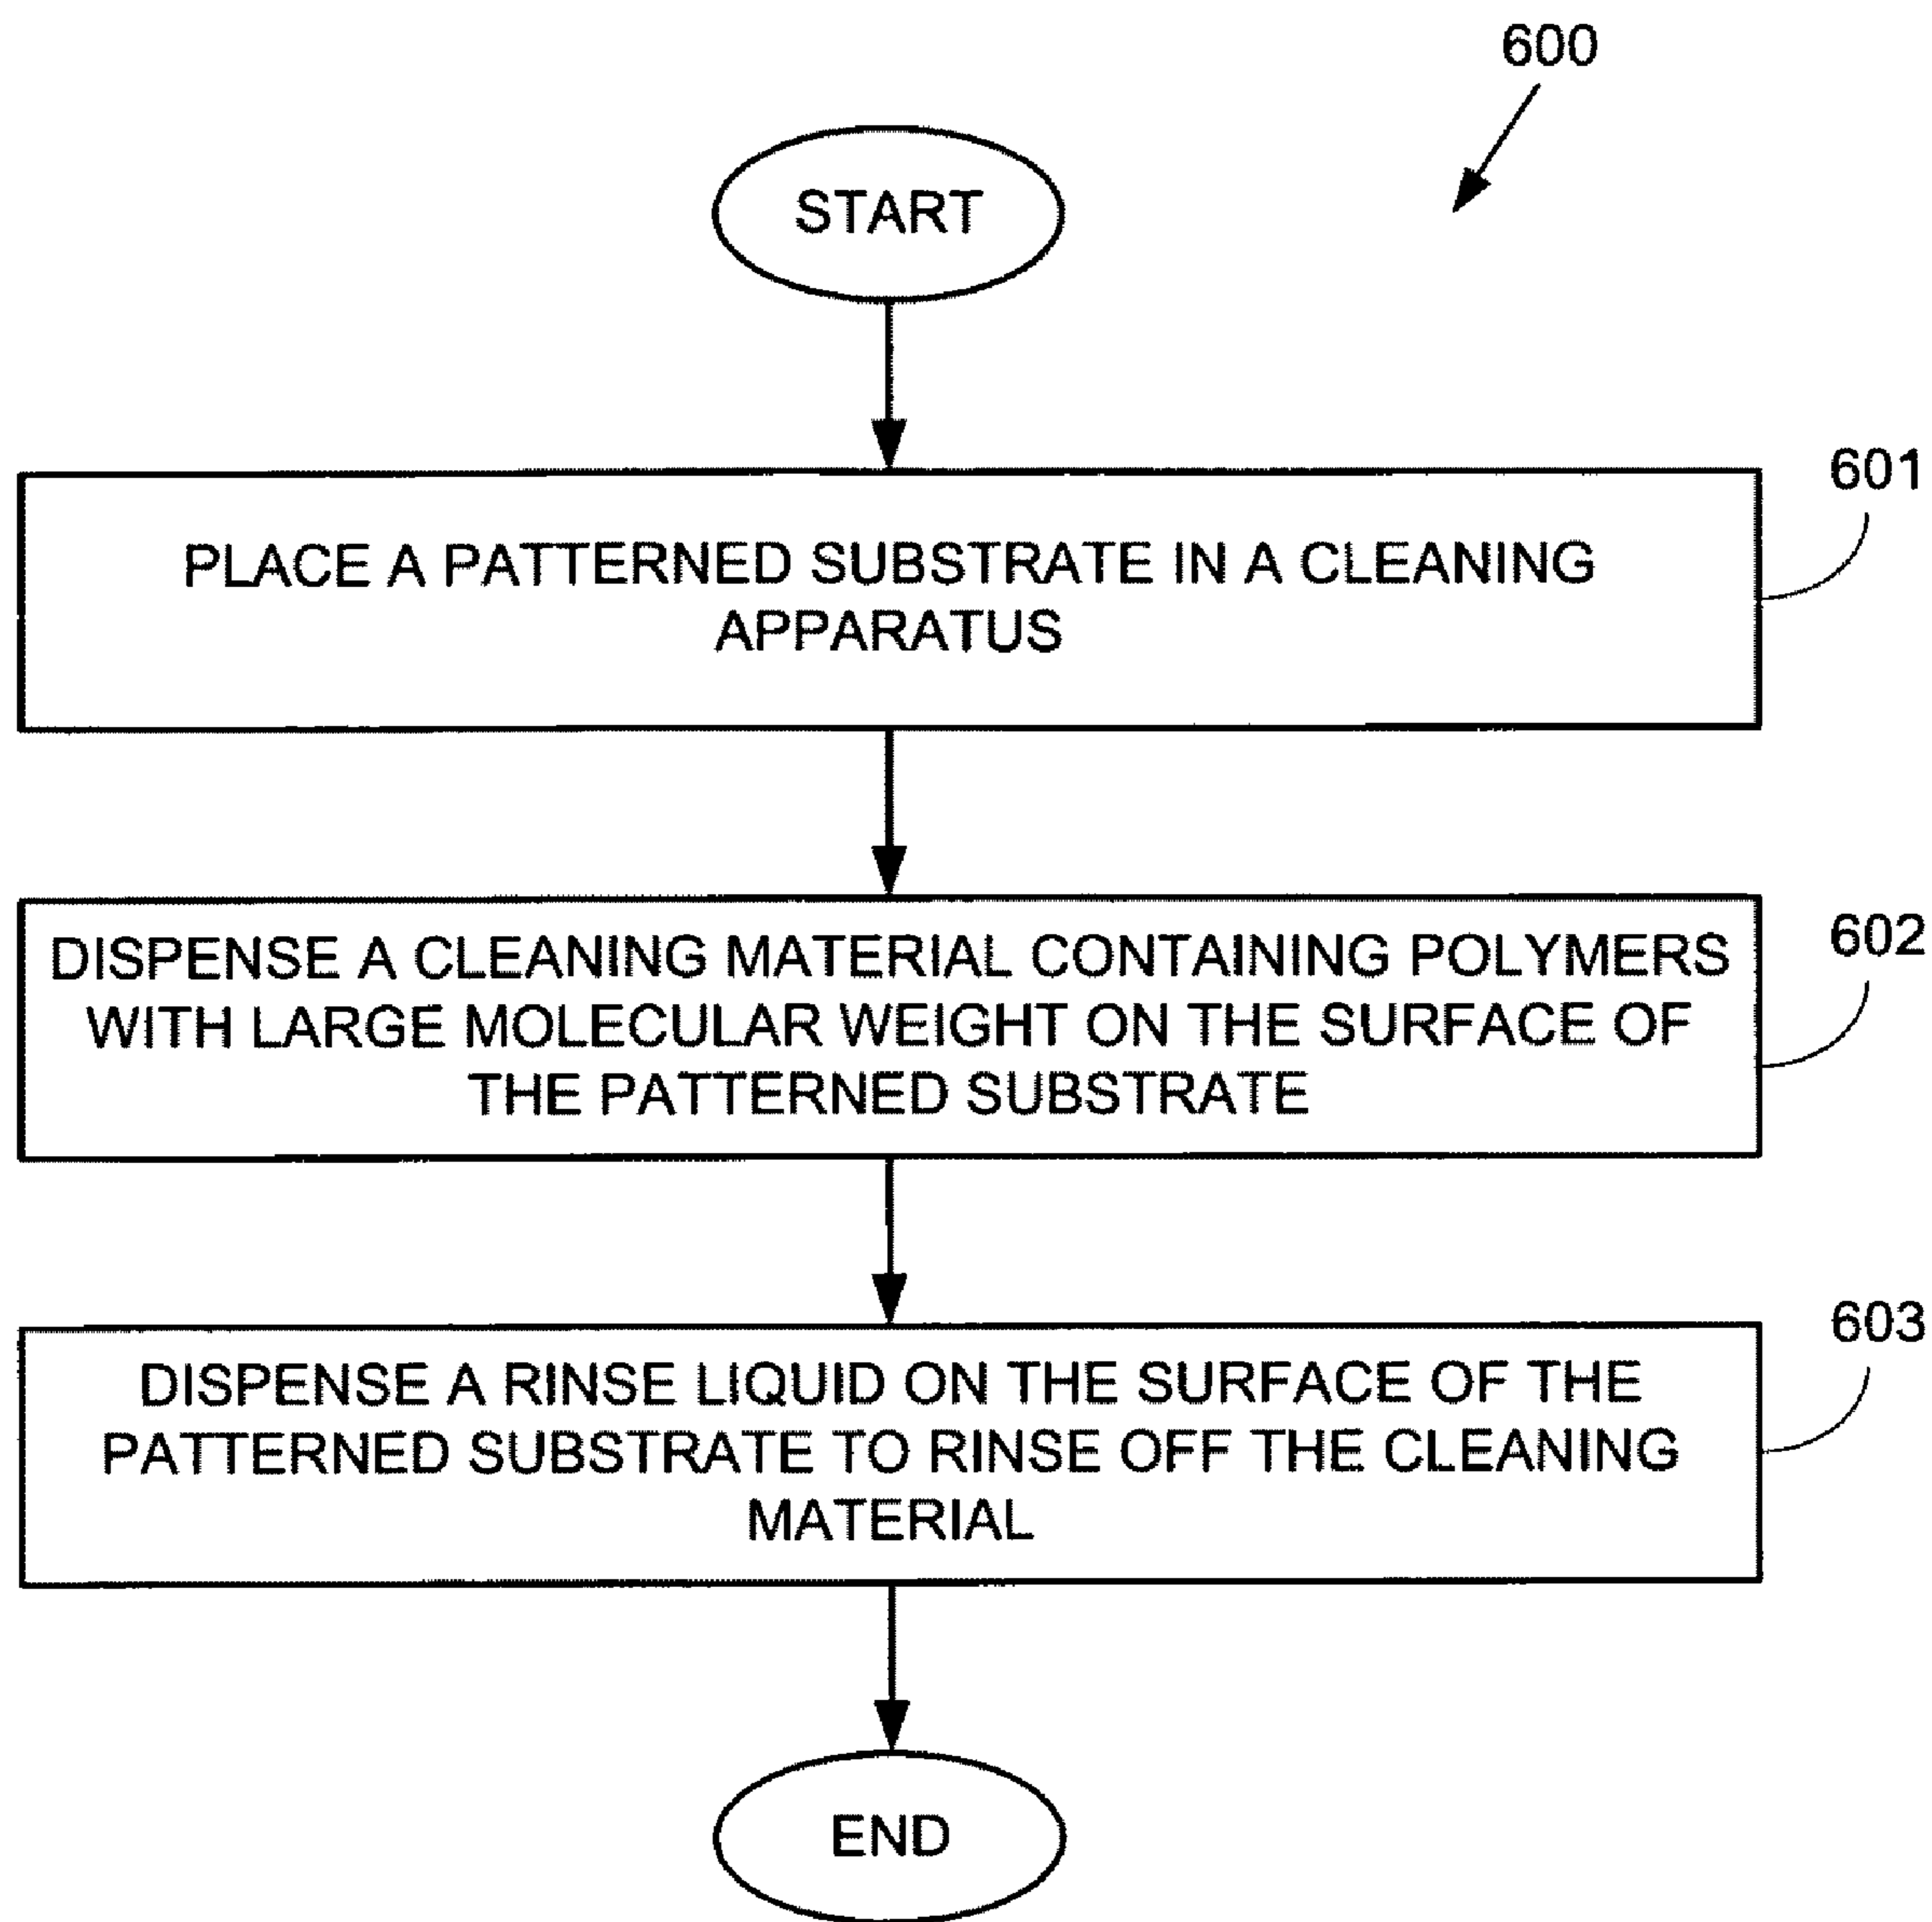 600
START
601
PLACE A PATTERNED SUBSTRATE IN A CLEANING
APPARATUS
602
DISPENSE A CLEANING MATERIAL CONTAINING POLYMERS
WITH LARGE MOLECULAR WEIGHT ON THE SURFACE OF
THE PATTERNED SUBSTRATE
603
DISPENSE A RINSE LIQUID ON THE SURFACE OF THE
PATTERNED SUBSTRATE TO RINSE OFF THE CLEANING
MATERIAL
END